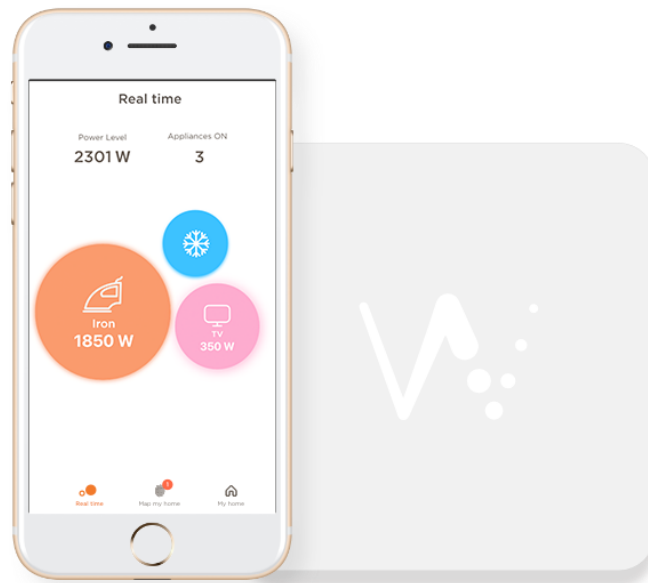 Real time
Power Level
Appliances ON
2301 W
3
Iron
1850 W
TV
350 W
1
Real time
Map my home
My home